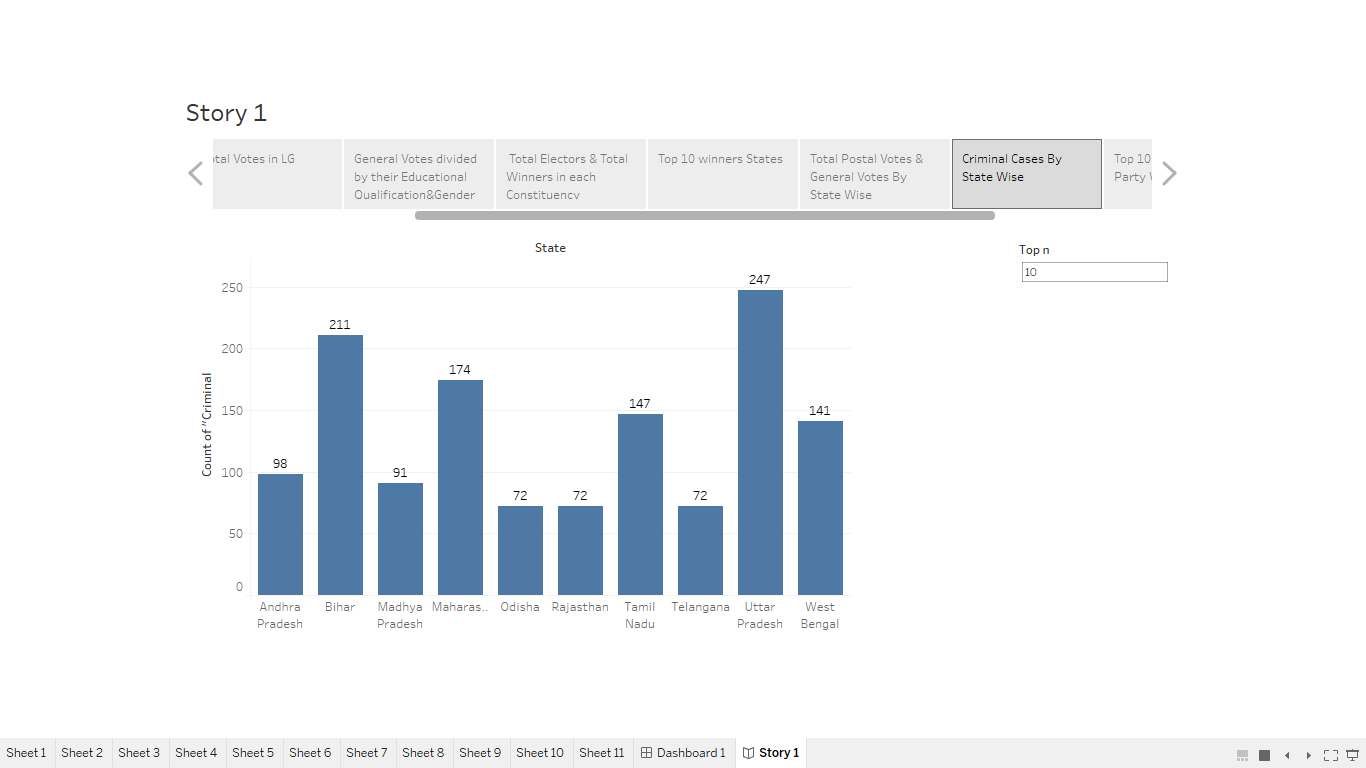 Story 1
tal Votes in LG
General Votes divided
by their Educational
Qualification&Gender
Total Electors & Total
Winners in each
Constituency
Top 10 winners States
Total Postal Votes &
General Votes By
State Wise
Criminal Cases By
State Wise
Top 10
Party
State
Top n
10
Count of "Criminal
250
200
150
100
50
0
98
211
91
174
72
72
147
72
247
141
Andhra
Pradesh
Bihar
Madhya
Pradesh
Maharas..
Odisha
Rajasthan
Tamil
Nadu
Telangana
Uttar
Pradesh
West
Bengal
Sheet 1 Sheet 2 Sheet 3 Sheet 4 Sheet 5 Sheet 6 Sheet 7 Sheet 8 Sheet 9 Sheet 10 Sheet 11 Dashboard 1 Story 1